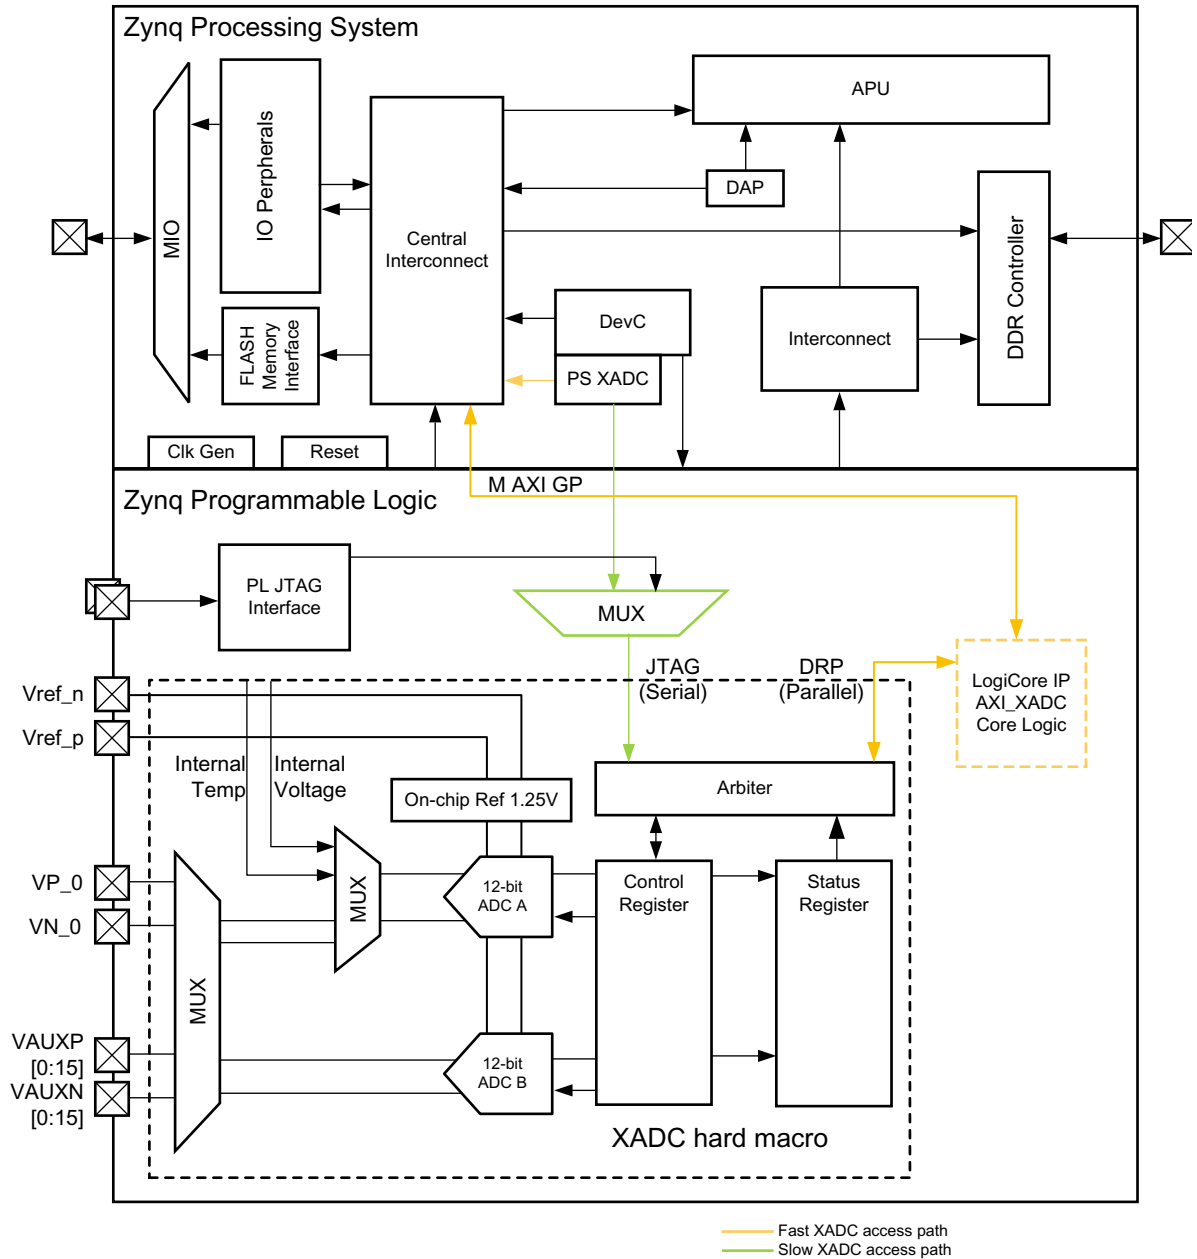 Zynq Processing System
APU
IO Perpherals
MIO
DAP
Central
Interconnect
DDR Controller
DevC
Interconnect
FLASH
Memory
Interface
PS XADC
Clk Gen
Reset
M AXI GP
Zynq Programmable Logic
PL JTAG
Interface
MUX
JTAG
(Serial)
DRP
(Parallel)
LogiCore IP
AXI_XADC
Core Logic
Vref_n
Vref_p
Internal
Temp
Internal
Voltage
On-chip Ref 1.25V
Arbiter
VP_0
VN_0
MUX
MUX
12-bit
ADC A
Control
Register
Status
Register
VAUXP
[0:15]
VAUXN
[0:15]
12-bit
ADC B
XADC hard macro
Fast XADC access path
Slow XADC access path